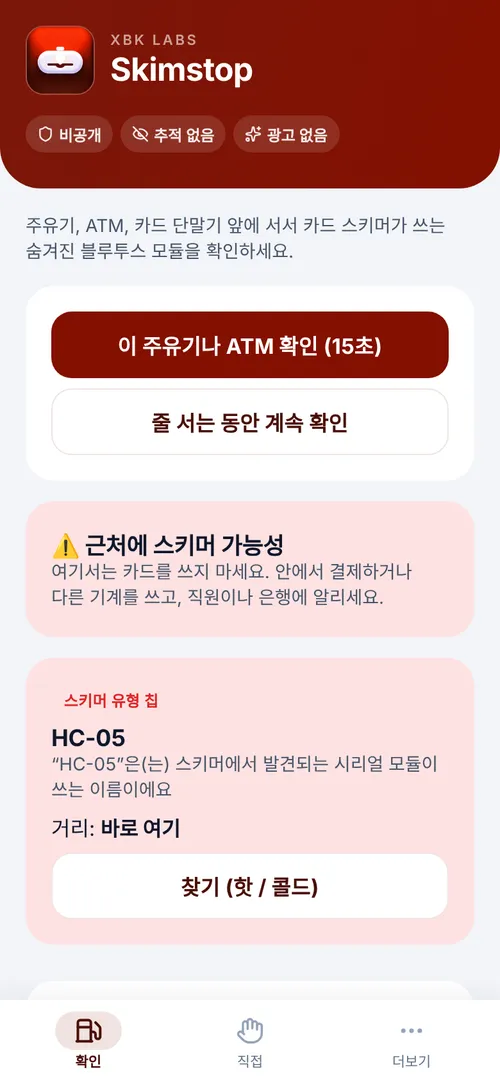 XBK LABS
Skimstop
비공개
추적 없음
광고 없음
주유기, ATM, 카드 단말기 앞에 서서 카드 스키머가 쓰는
숨겨진 블루투스 모듈을 확인하세요.
이 주유기나 ATM 확인 (15초)
줄 서는 동안 계속 확인
⚠️ 근처에 스키머 가능성
여기서는 카드를 쓰지 마세요. 안에서 결제하거나
다른 기계를 쓰고, 직원이나 은행에 알리세요.
스키머 유형 칩
HC-05
“HC-05”은(는) 스키머에서 발견되는 시리얼 모듈이
쓰는 이름이에요
거리: 바로 여기
찾기 (핫 / 콜드)
확인
직접
더보기